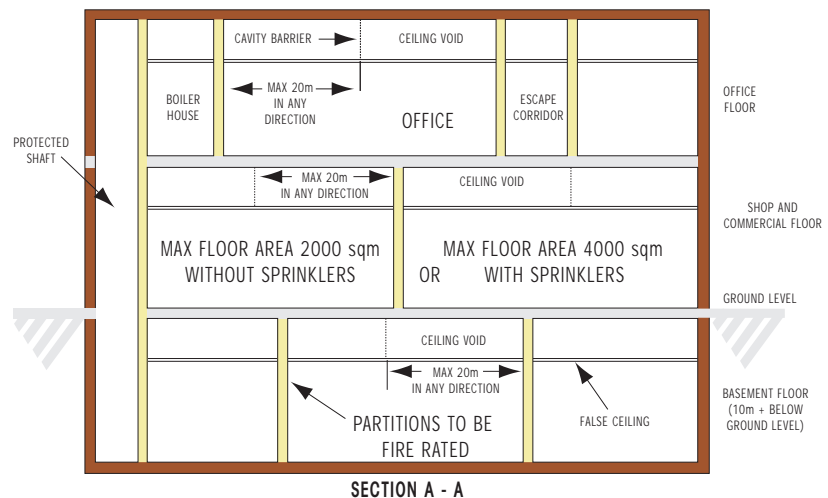 CAVITY BARRIER
CEILING VOID
MAX 20m
IN ANY
DIRECTION
BOILER
HOUSE
OFFICE
ESCAPE
CORRIDOR
OFFICE
FLOOR
PROTECTED
SHAFT
MAX 20m
IN ANY DIRECTION
CEILING VOID
SHOP AND
COMMERCIAL FLOOR
MAX FLOOR AREA 2000 sqm
WITHOUT SPRINKLERS
OR
MAX FLOOR AREA 4000 sqm
WITH SPRINKLERS
GROUND LEVEL
CEILING VOID
MAX 20m
IN ANY DIRECTION
PARTITIONS TO BE
FIRE RATED
FALSE CEILING
BASEMENT FLOOR
(10m + BELOW
GROUND LEVEL)
SECTION A - A